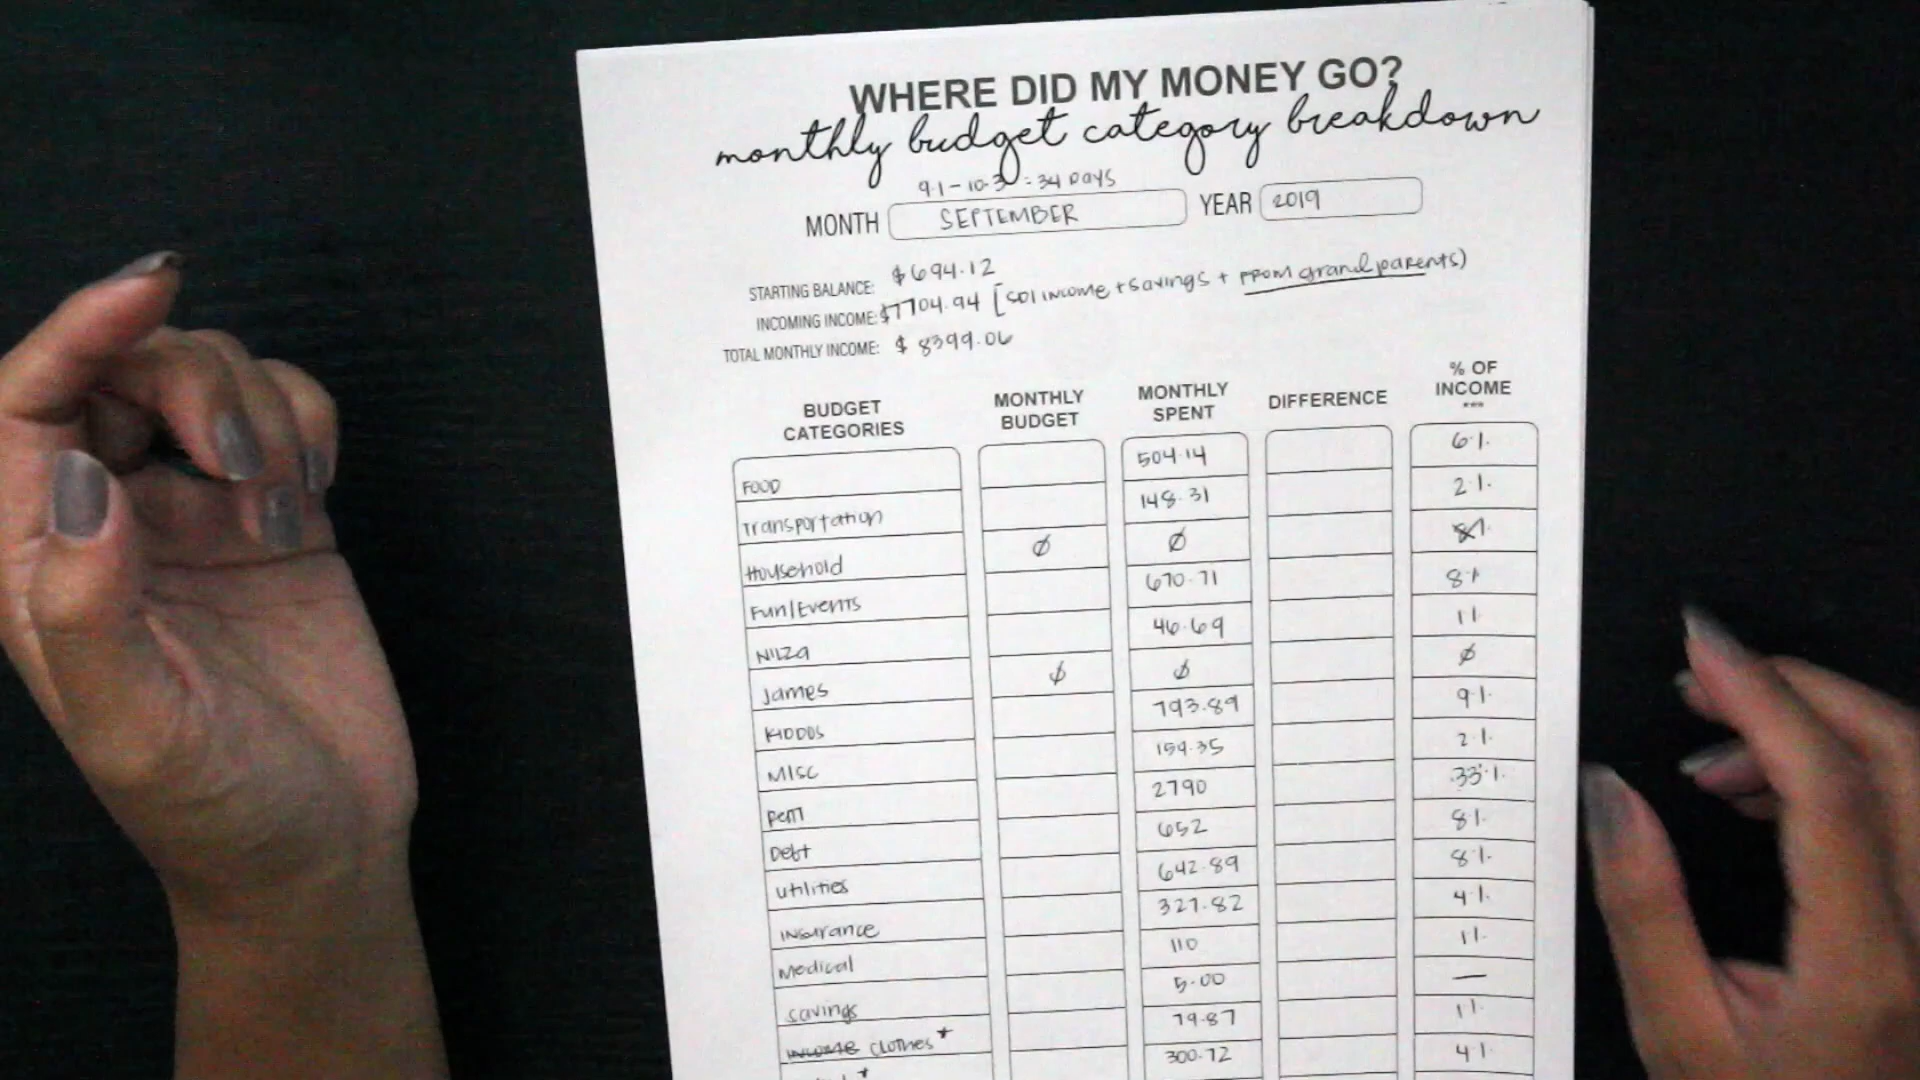 WHERE DID MY MONEY GO?
monthly budget category breakdown
9.1 - 10.3 = 34 DAYS
MONTH SEPTEMBER YEAR 2019
STARTING BALANCE: $694.12
INCOMING INCOME: $7704.94 [SDI INCOME + SAVINGS + FROM grandparents)
TOTAL MONTHLY INCOME: $ 8399.06
BUDGET CATEGORIES MONTHLY BUDGET MONTHLY SPENT DIFFERENCE % OF INCOME
***
FOOD 504.14 6%
Transportation 148.31 2%
Household Ø Ø 8%
Fun/Events 670.71 8%
NILZA 46.69 1%
James Ø Ø Ø
KIDDOS 793.89 9%
MISC 159.35 2%
Rent 2790 33%
Debt 652 8%
utilities 642.89 8%
insurance 327.82 4%
Medical 110 1%
savings 5.00 —
INCOME CLOTHES* 79.87 1%
300.72 4%